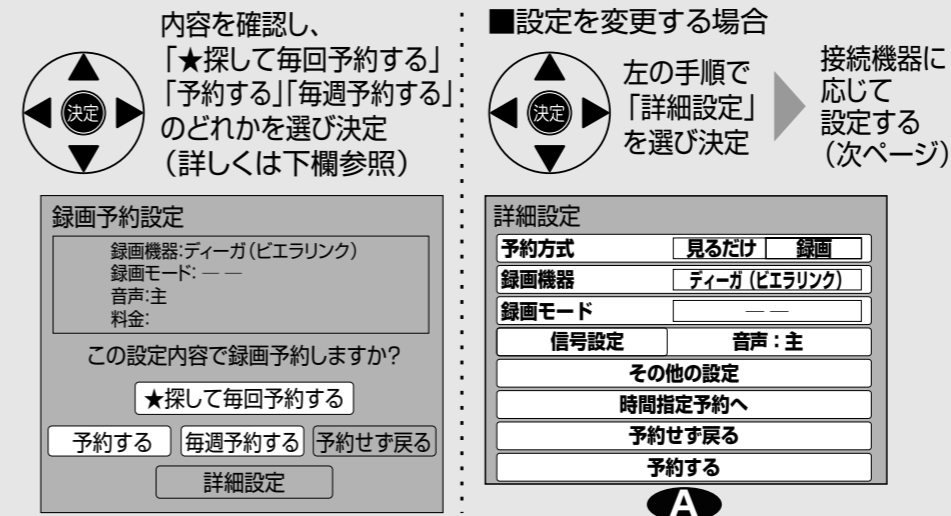 内容を確認し、
「★探して毎回予約する」
「予約する」「毎週予約する」
のどれかを選び決定
（詳しくは下欄参照）
決定
録画予約設定
録画機器:ディーガ（ビエラリンク）
録画モード: ― ―
音声:主
料金:
この設定内容で録画予約しますか?
★探して毎回予約する
予約する 毎週予約する 予約せず戻る
詳細設定
■設定を変更する場合
決定
左の手順で
「詳細設定」
を選び決定
接続機器に
応じて
設定する
（次ページ）
詳細設定
予約方式 見るだけ 録画
録画機器 ディーガ（ビエラリンク）
録画モード ― ―
信号設定 音声：主
その他の設定
時間指定予約へ
予約せず戻る
予約する
A